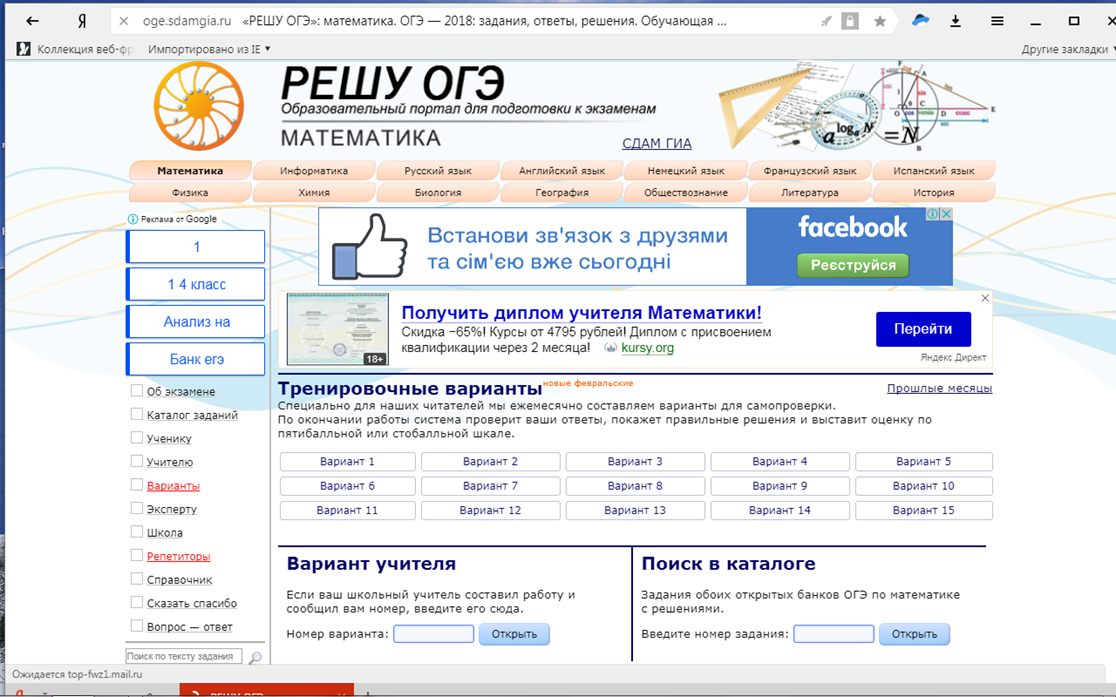 Я
oge.sdamgia.ru «РЕШУ ОГЭ»: математика. ОГЭ — 2018: задания, ответы, решения. Обучающая ...
Коллекция веб-фр Импортировано из IE Другие закладки
РЕШУ ОГЭ
Образовательный портал для подготовки к экзаменам
МАТЕМАТИКА
СДАМ ГИА
Математика Информатика Русский язык Английский язык Немецкий язык Французский язык Испанский язык
Физика Химия Биология География Обществознание Литература История
Реклама от Google
1
1 4 класс
Анализ на
Банк егэ
Встанови зв'язок з друзями
та сім'єю вже сьогодні
facebook
Реєструйся
Получить диплом учителя Математики!
Скидка −65%! Курсы от 4795 рублей! Диплом с присвоением
квалификации через 2 месяца! kursy.org
18+
Перейти
Яндекс.Директ
Об экзамене
Каталог заданий
Ученику
Учителю
Варианты
Эксперту
Школа
Репетиторы
Справочник
Сказать спасибо
Вопрос — ответ
Поиск по тексту задания
Тренировочные варианты новые февральские
Прошлые месяцы
Специально для наших читателей мы ежемесячно составляем варианты для самопроверки.
По окончании работы система проверит ваши ответы, покажет правильные решения и выставит оценку по
пятибалльной или стобалльной шкале.
Вариант 1 Вариант 2 Вариант 3 Вариант 4 Вариант 5
Вариант 6 Вариант 7 Вариант 8 Вариант 9 Вариант 10
Вариант 11 Вариант 12 Вариант 13 Вариант 14 Вариант 15
Вариант учителя
Если ваш школьный учитель составил работу и
сообщил вам номер, введите его сюда.
Номер варианта: Открыть
Поиск в каталоге
Задания обоих открытых банков ОГЭ по математике
с решениями.
Введите номер задания: Открыть
Ожидается top-fwz1.mail.ru